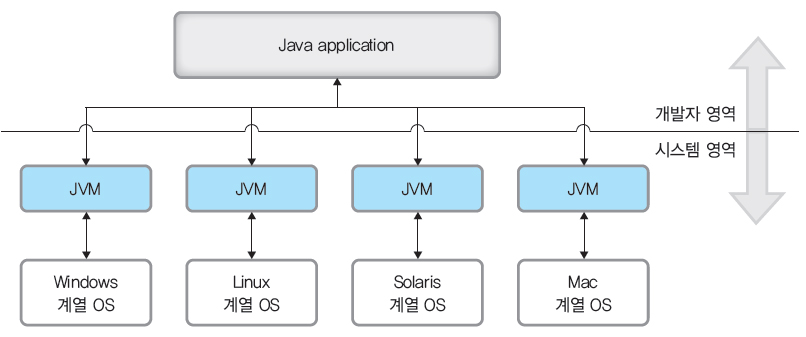 Java application
개발자 영역
시스템 영역
JVM
JVM
JVM
JVM
Windows
계열 OS
Linux
계열 OS
Solaris
계열 OS
Mac
계열 OS